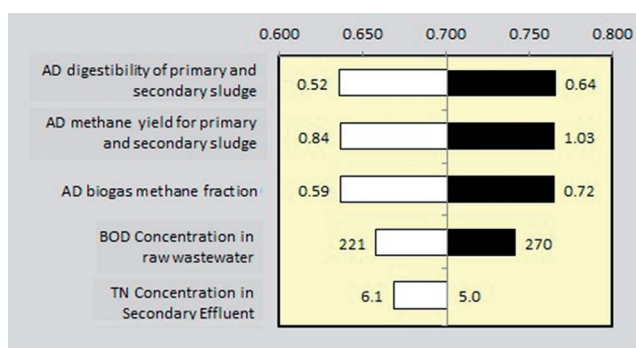 0.600 0.650 0.700 0.750 0.800
AD digestibility of primary and
secondary sludge
0.52 0.64
AD methane yield for primary
and secondary sludge
0.84 1.03
AD biogas methane fraction
0.59 0.72
BOD Concentration in
raw wastewater
221 270
TN Concentration in
Secondary Effluent
6.1 5.0